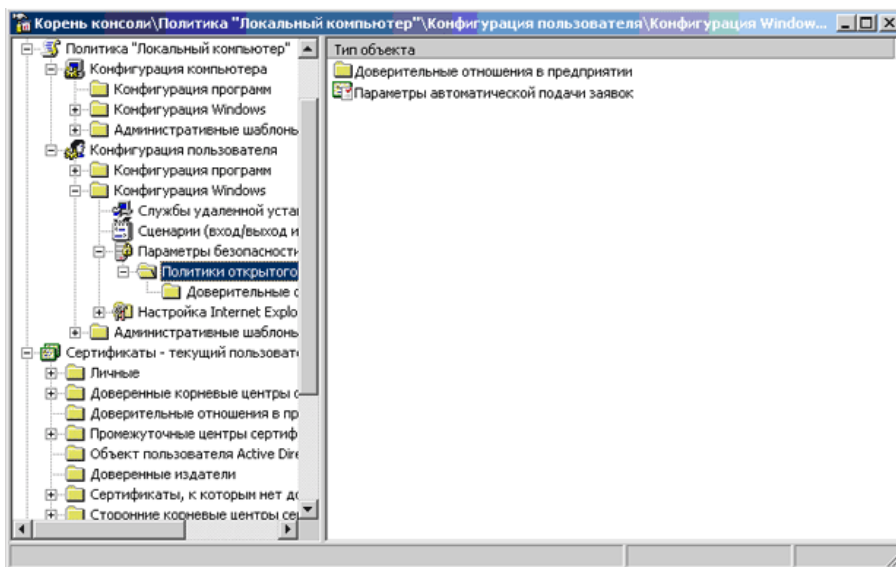 Корень консоли\Политика "Локальный компьютер"\Конфигурация пользователя\Конфигурация Window...
Политика "Локальный компьютер"
Конфигурация компьютера
Конфигурация программ
Конфигурация Windows
Административные шаблоны
Конфигурация пользователя
Конфигурация программ
Конфигурация Windows
Службы удаленной уста
Сценарии (вход/выход и
Параметры безопасности
Политики открытого
Доверительные о
Настройка Internet Explo
Административные шаблоны
Сертификаты - текущий пользовате
Личные
Доверенные корневые центры с
Доверительные отношения в пр
Промежуточные центры сертиф
Объект пользователя Active Dire
Доверенные издатели
Сертификаты, к которым нет до
Сторонние корневые центры сер
Тип объекта
Доверительные отношения в предприятии
Параметры автоматической подачи заявок